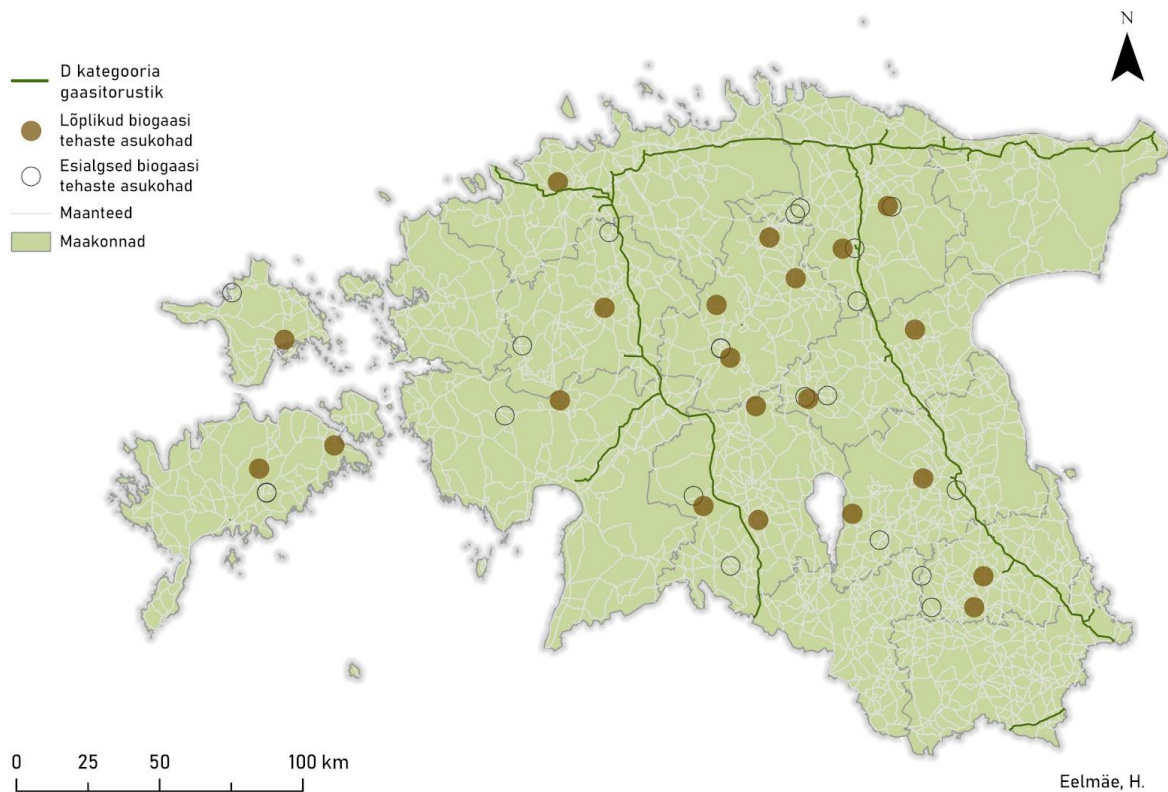 N
D kategooria
gaasitorustik
Lõplikud biogaasi
tehaste asukohad
Esialgsed biogaasi
tehaste asukohad
Maanteed
Maakonnad
0 25 50 100 km
Eelmäe, H.